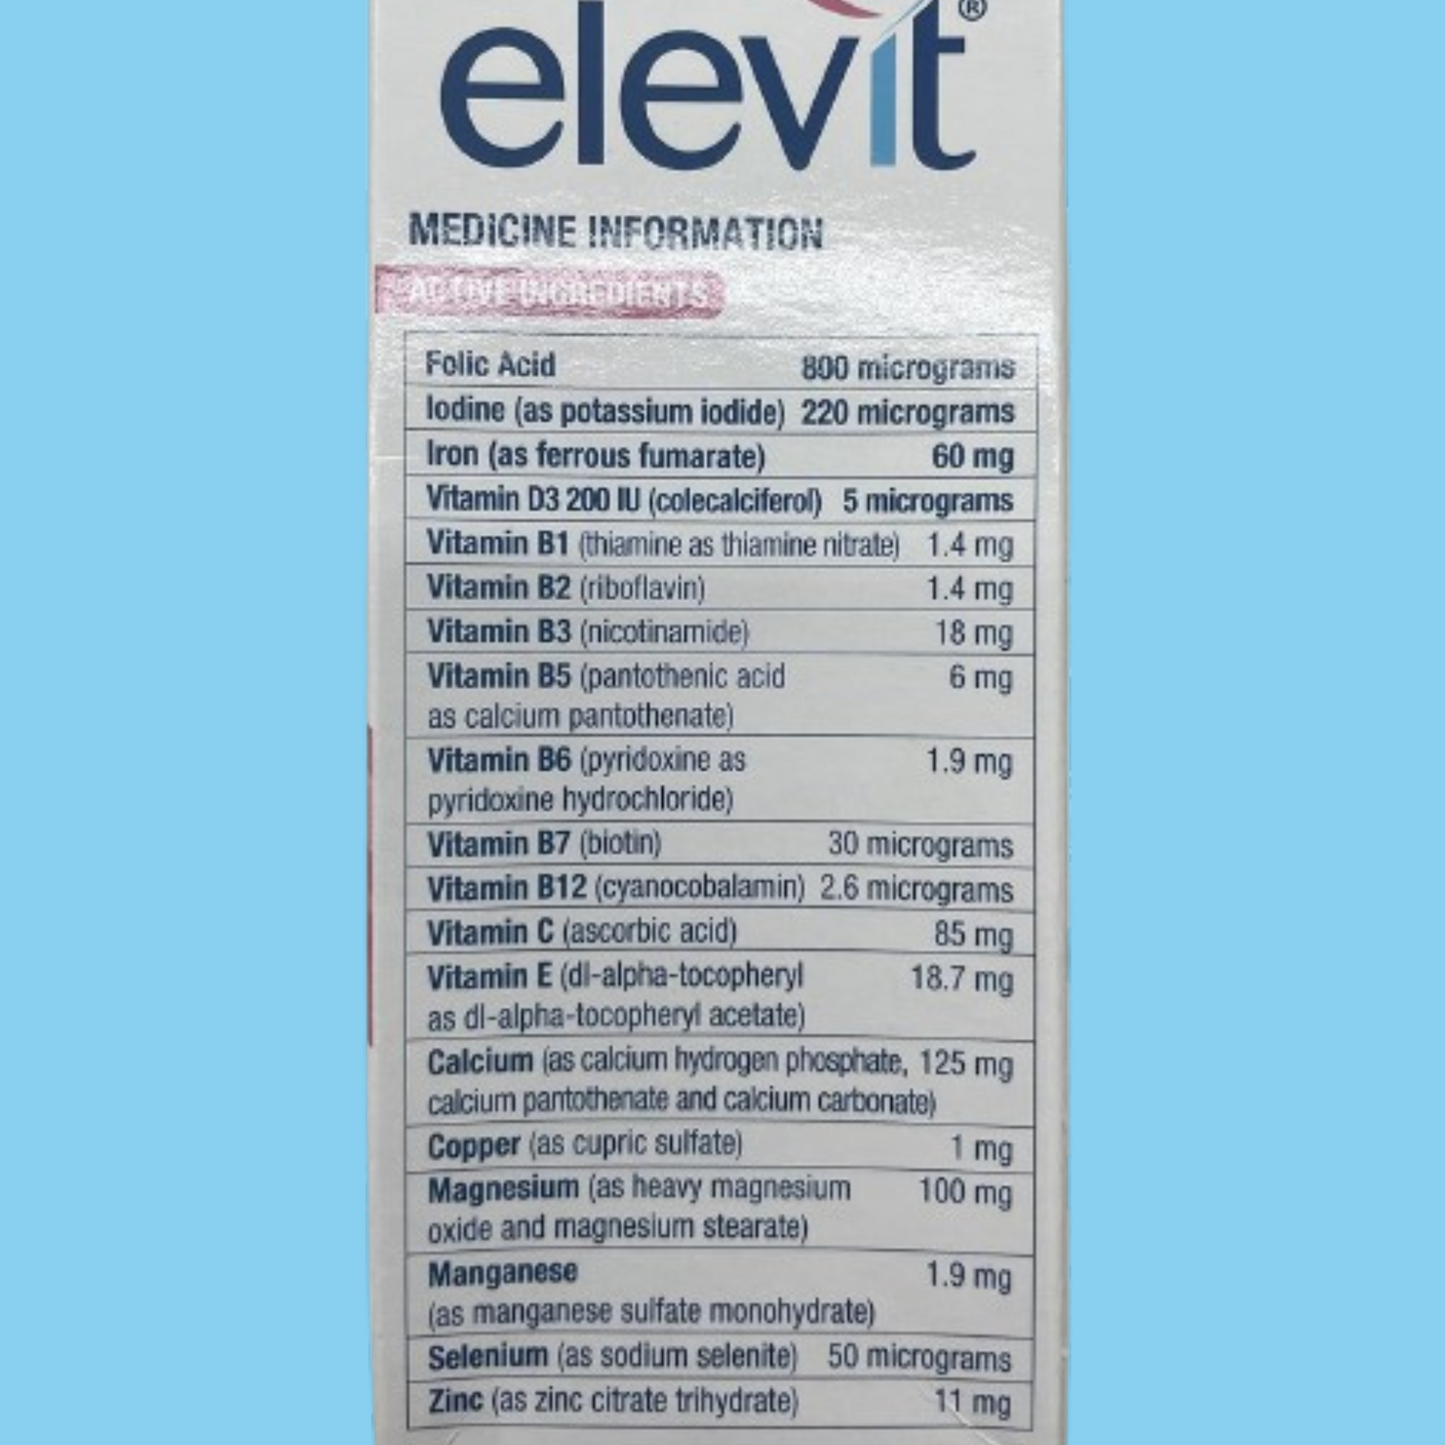 elevit®
MEDICINE INFORMATION
ACTIVE INGREDIENTS
Folic Acid 800 micrograms
Iodine (as potassium iodide) 220 micrograms
Iron (as ferrous fumarate) 60 mg
Vitamin D3 200 IU (colecalciferol) 5 micrograms
Vitamin B1 (thiamine as thiamine nitrate) 1.4 mg
Vitamin B2 (riboflavin) 1.4 mg
Vitamin B3 (nicotinamide) 18 mg
Vitamin B5 (pantothenic acid 6 mg
as calcium pantothenate)
Vitamin B6 (pyridoxine as 1.9 mg
pyridoxine hydrochloride)
Vitamin B7 (biotin) 30 micrograms
Vitamin B12 (cyanocobalamin) 2.6 micrograms
Vitamin C (ascorbic acid) 85 mg
Vitamin E (dl-alpha-tocopheryl 18.7 mg
as dl-alpha-tocopheryl acetate)
Calcium (as calcium hydrogen phosphate, 125 mg
calcium pantothenate and calcium carbonate)
Copper (as cupric sulfate) 1 mg
Magnesium (as heavy magnesium 100 mg
oxide and magnesium stearate)
Manganese 1.9 mg
(as manganese sulfate monohydrate)
Selenium (as sodium selenite) 50 micrograms
Zinc (as zinc citrate trihydrate) 11 mg